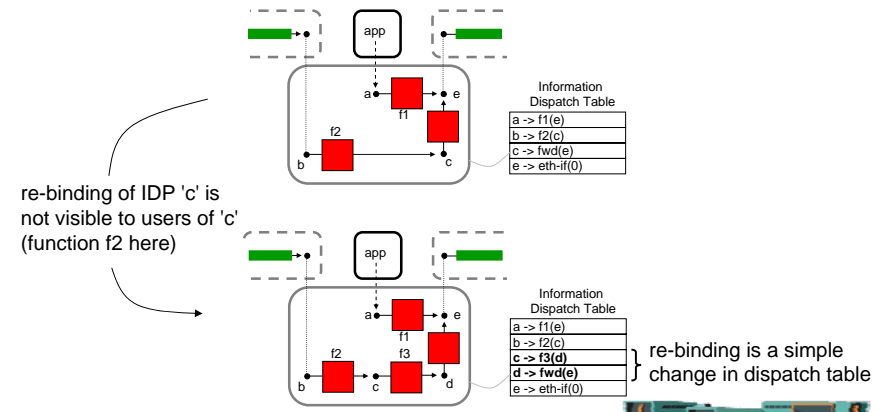 app
a
e
f1
f2
b
c
Information
Dispatch Table
a -> f1(e)
b -> f2(c)
c -> fwd(e)
e -> eth-if(0)
re-binding of IDP 'c' is
not visible to users of 'c'
(function f2 here)
app
a
e
f1
f2
f3
b
c
d
Information
Dispatch Table
a -> f1(e)
b -> f2(c)
c -> f3(d)
d -> fwd(e)
e -> eth-if(0)
re-binding is a simple
change in dispatch table